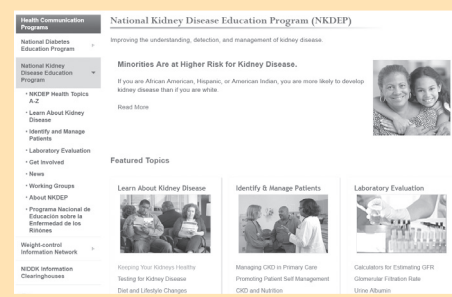 Health Communication
Programs
National Diabetes
Education Program
National Kidney
Disease Education
Program
• NKDEP Health Topics
A-Z
• Learn About Kidney
Disease
• Identify and Manage
Patients
• Laboratory Evaluation
• Get Involved
• News
• Working Groups
• About NKDEP
• Programa Nacional de
Educación sobre la
Enfermedad de los
Riñones
Weight-control
Information Network
NIDDK Information
Clearinghouses
National Kidney Disease Education Program (NKDEP)
Improving the understanding, detection, and management of kidney disease.
Minorities Are at Higher Risk for Kidney Disease.
If you are African American, Hispanic, or American Indian, you are more likely to develop
kidney disease than if you are white.
Read More
Featured Topics
Learn About Kidney Disease
Keeping Your Kidneys Healthy
Testing for Kidney Disease
Diet and Lifestyle Changes
Identify & Manage Patients
Managing CKD in Primary Care
Promoting Patient Self Management
CKD and Nutrition
Laboratory Evaluation
Calculators for Estimating GFR
Glomerular Filtration Rate
Urine Albumin